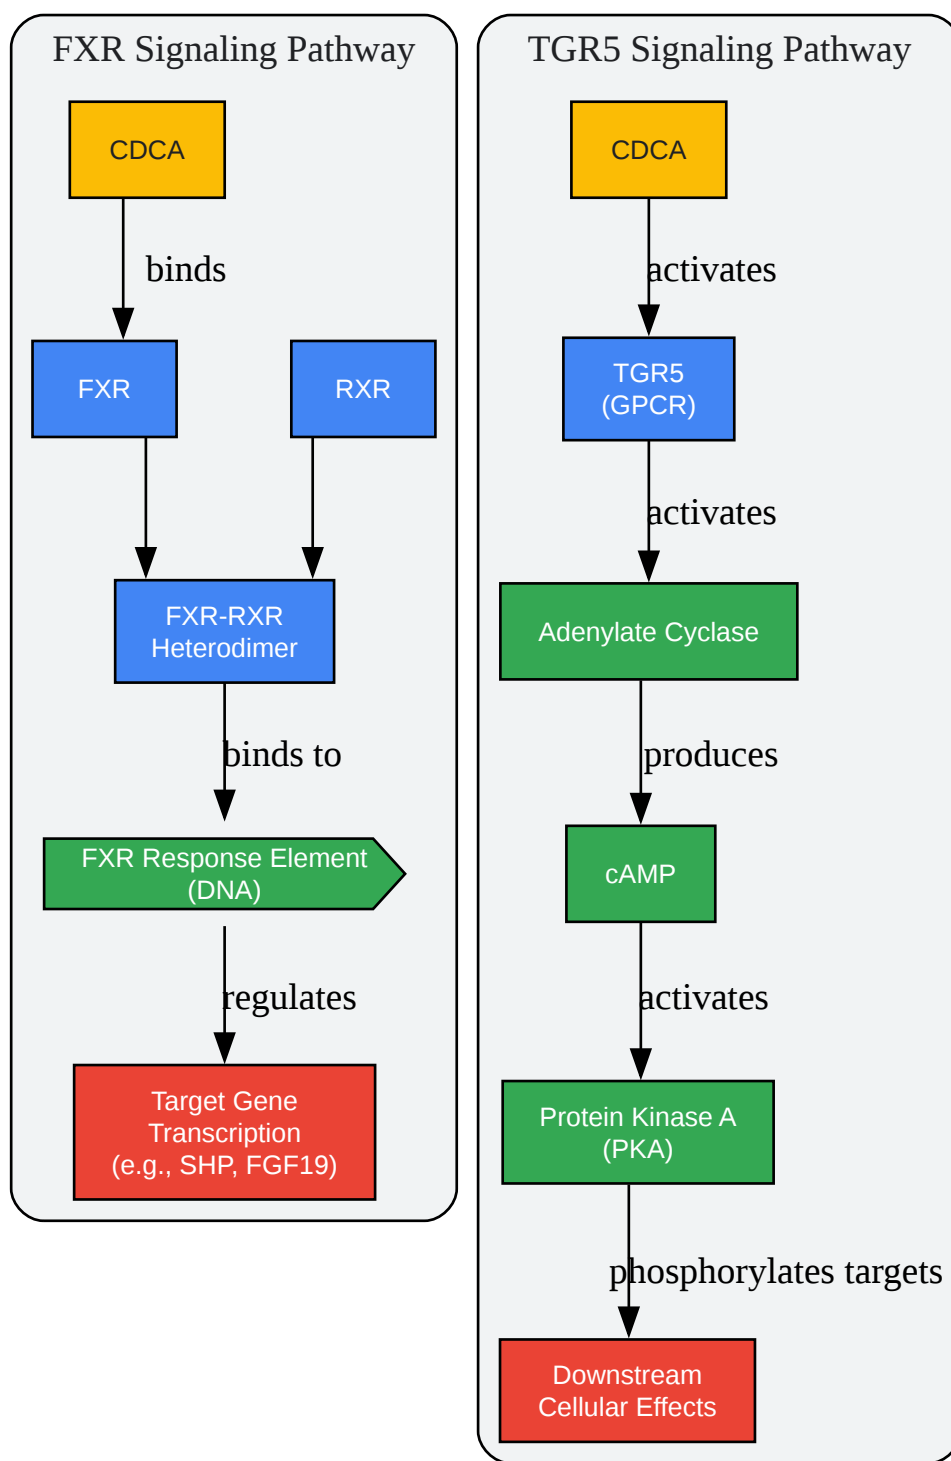 FXR Signaling Pathway
CDCA
binds
FXR
RXR
FXR-RXR
Heterodimer
binds to
FXR Response Element
(DNA)
regulates
Target Gene
Transcription
(e.g., SHP, FGF19)
TGR5 Signaling Pathway
CDCA
activates
TGR5
(GPCR)
activates
Adenylate Cyclase
produces
cAMP
activates
Protein Kinase A
(PKA)
phosphorylates targets
Downstream
Cellular Effects